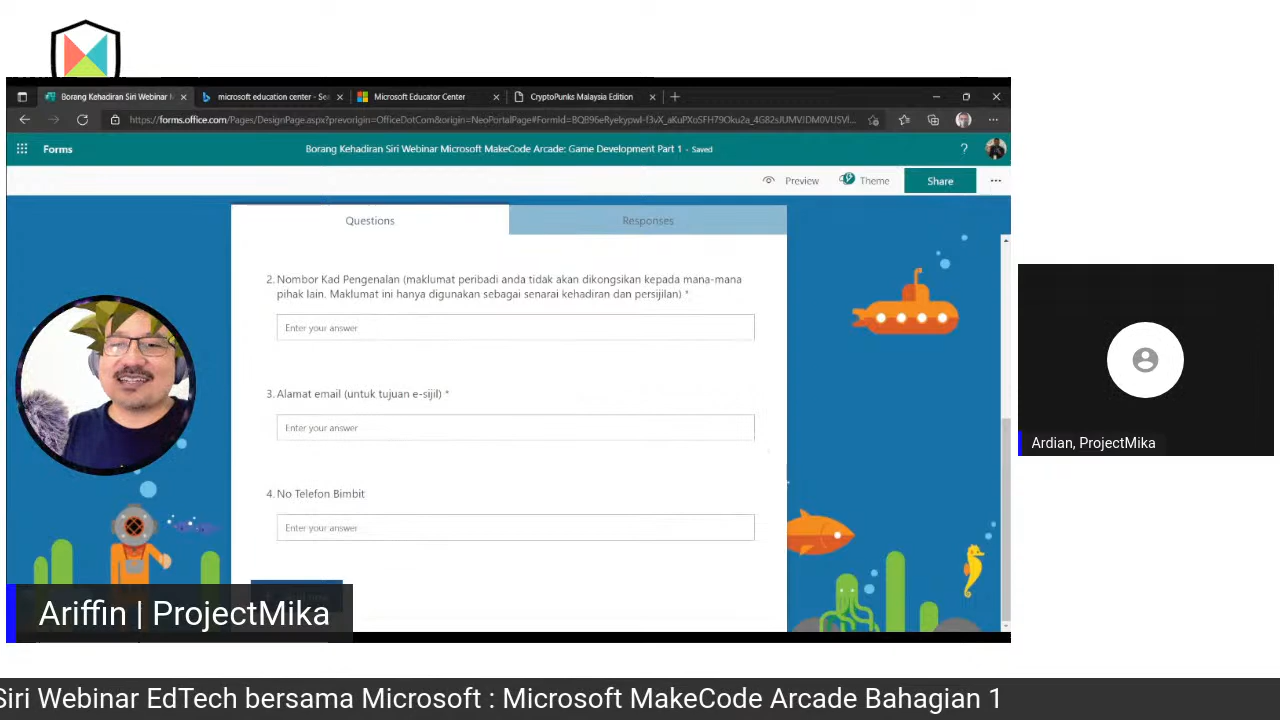 Borang Kehadiran Siri Webinar
microsoft education center - Sea
Microsoft Educator Center
CryptoPunks Malaysia Edition
Forms
Borang Kehadiran Siri Webinar Microsoft MakeCode Arcade: Game Development Part 1 - Saved
?
Preview
Theme
Share
Questions
Responses
2. Nombor Kad Pengenalan (maklumat peribadi anda tidak akan dikongsikan kepada mana-mana
pihak lain. Maklumat ini hanya digunakan sebagai senarai kehadiran dan persijilan) *
Enter your answer
3. Alamat email (untuk tujuan e-sijil) *
Enter your answer
4. No Telefon Bimbit
Enter your answer
Ardian, ProjectMika
Ariffin | ProjectMika
Siri Webinar EdTech bersama Microsoft : Microsoft MakeCode Arcade Bahagian 1